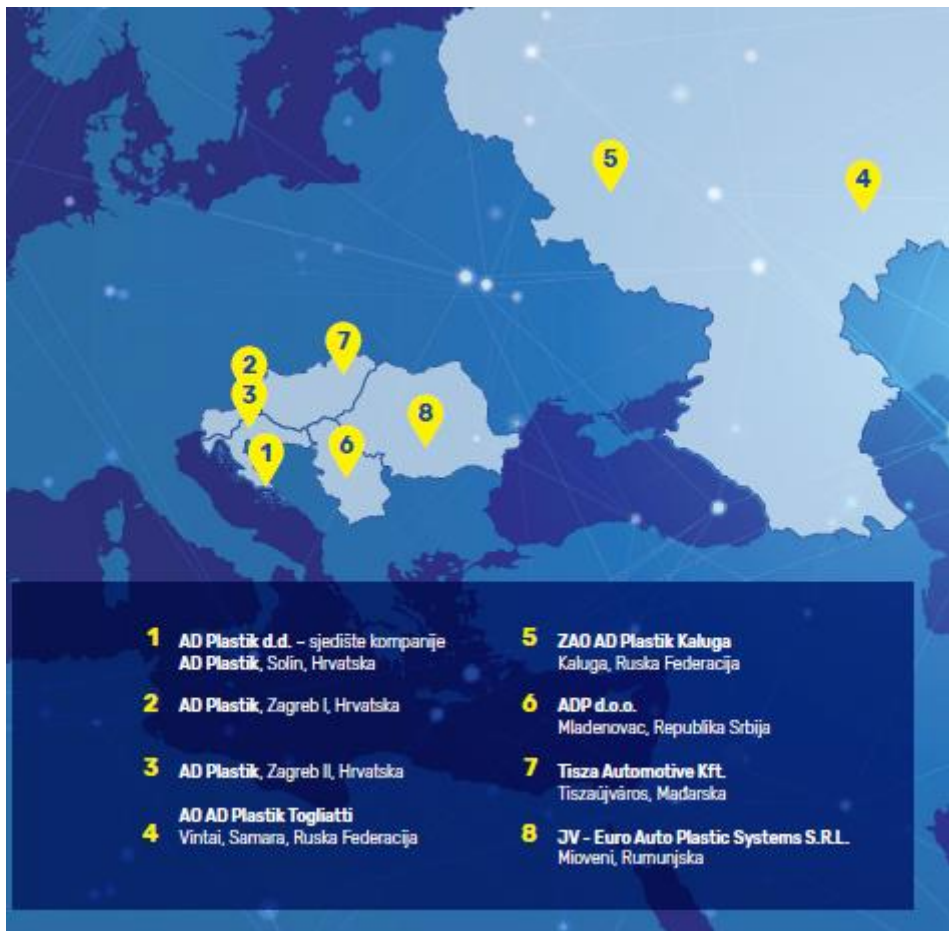 5
4
7
2
3
8
6
1
1 AD Plastik d.d. – sjedište kompanije
AD Plastik, Solin, Hrvatska
2 AD Plastik, Zagreb I, Hrvatska
3 AD Plastik, Zagreb II, Hrvatska
4 AO AD Plastik Togliatti
Vintai, Samara, Ruska Federacija
5 ZAO AD Plastik Kaluga
Kaluga, Ruska Federacija
6 ADP d.o.o.
Mladenovac, Republika Srbija
7 Tisza Automotive Kft.
Tiszaújváros, Mađarska
8 JV - Euro Auto Plastic Systems S.R.L.
Mioveni, Rumunjska